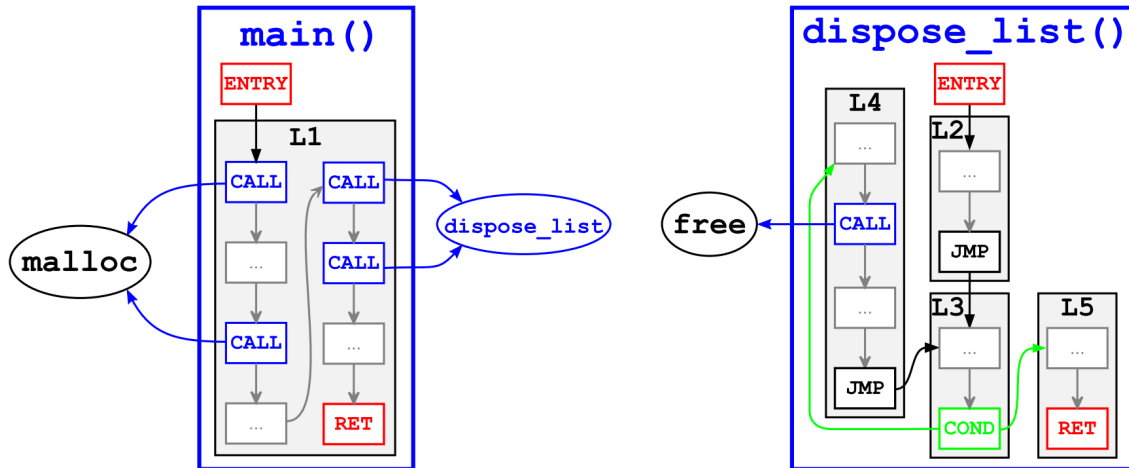 main()
ENTRY
L1
CALL
...
CALL
...
CALL
CALL
...
RET
malloc
dispose_list
dispose_list()
free
L4
...
CALL
...
JMP
ENTRY
L2
...
JMP
L3
...
COND
L5
...
RET